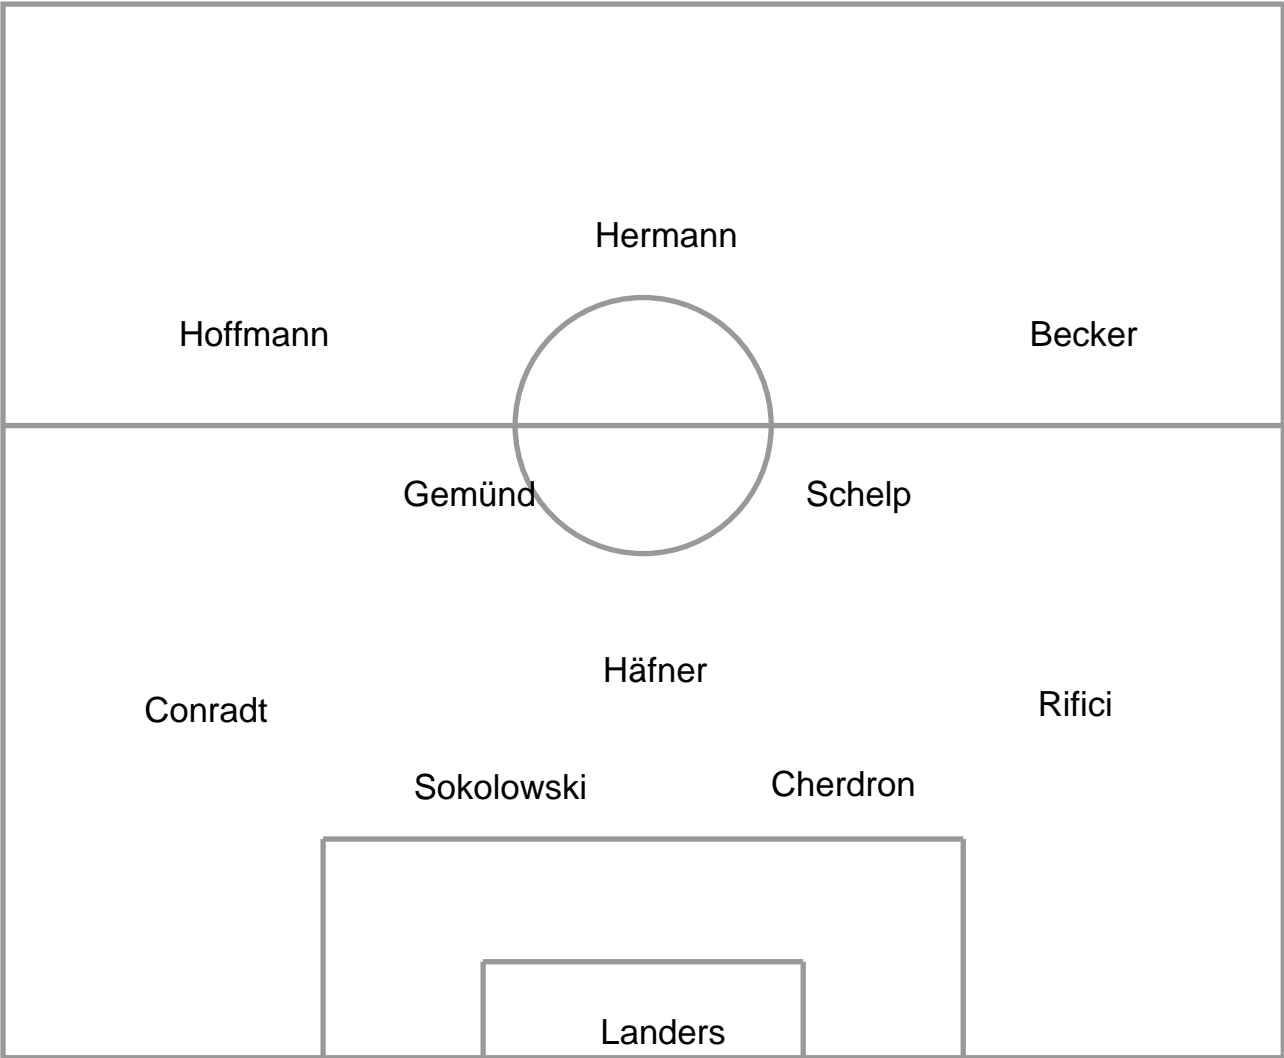 Hermann
Hoffmann
Becker
Gemünd
Schelp
Häfner
Conradt
Rifici
Sokolowski
Cherdron
Landers